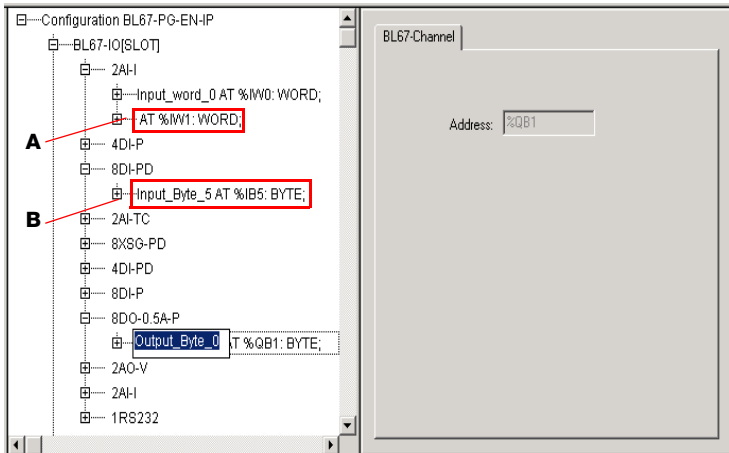 Configuration BL67-PG-EN-IP
BL67-IO[SLOT]
2AI-I
Input_word_0 AT %IW0: WORD;
A
AT %IW1: WORD;
4DI-P
8DI-PD
B
Input_Byte_5 AT %IB5: BYTE;
2AI-TC
8XSG-PD
4DI-PD
8DI-P
8DO-0.5A-P
Output_Byte_0 AT %QB1: BYTE;
2AO-V
2AI-I
1RS232
BL67-Channel
Address: %QB1